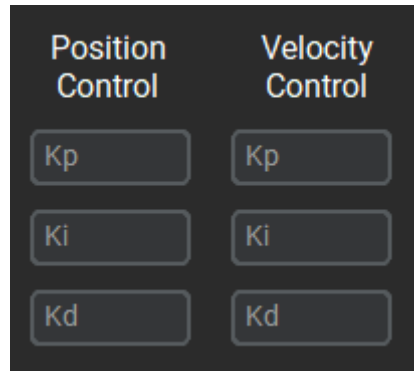 Position
Control
Velocity
Control
Kp
Kp
Ki
Ki
Kd
Kd